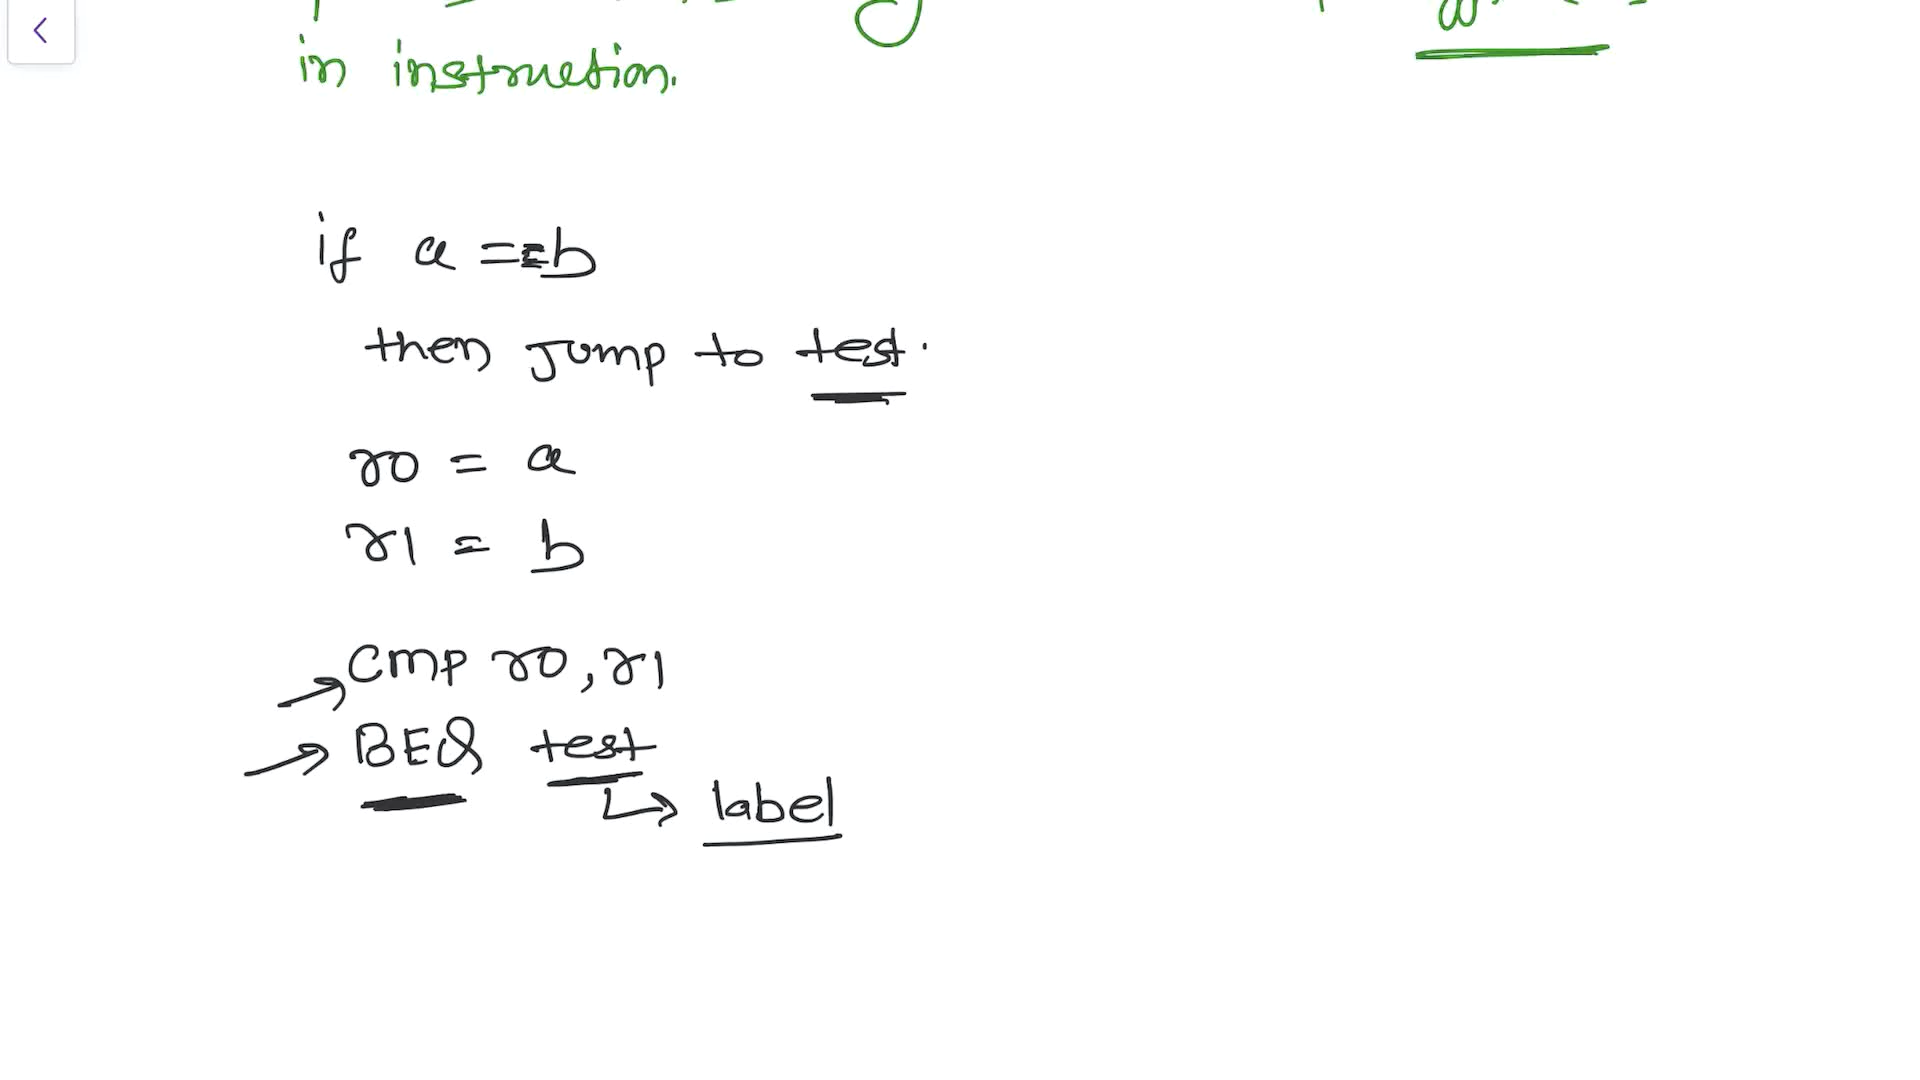 in instruction.
if a == b
then Jump to test.
r0 = a
r1 = b
Cmp r0, r1
BEQ test
label